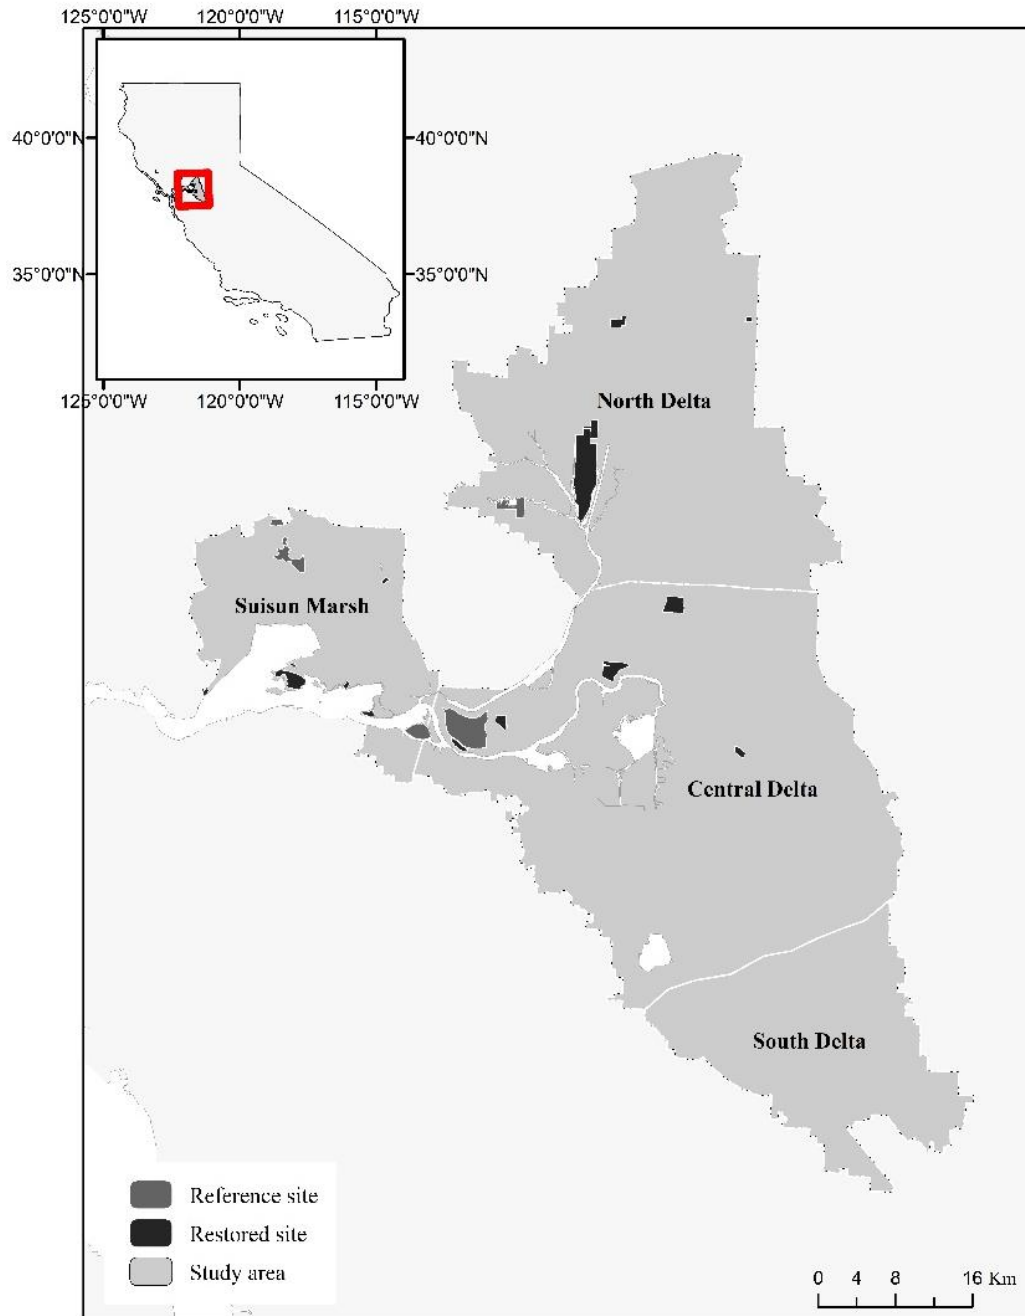 125°0'0"W 120°0'0"W 115°0'0"W
40°0'0"N 40°0'0"N
35°0'0"N 35°0'0"N
125°0'0"W 120°0'0"W 115°0'0"W
North Delta
Suisun Marsh
Central Delta
South Delta
Reference site
Restored site
Study area
0 4 8 16 Km